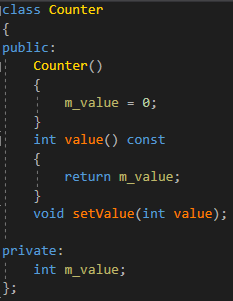 class Counter
{
public:
    Counter()
    {
        m_value = 0;
    }
    int value() const
    {
        return m_value;
    }
    void setValue(int value);

private:
    int m_value;
};